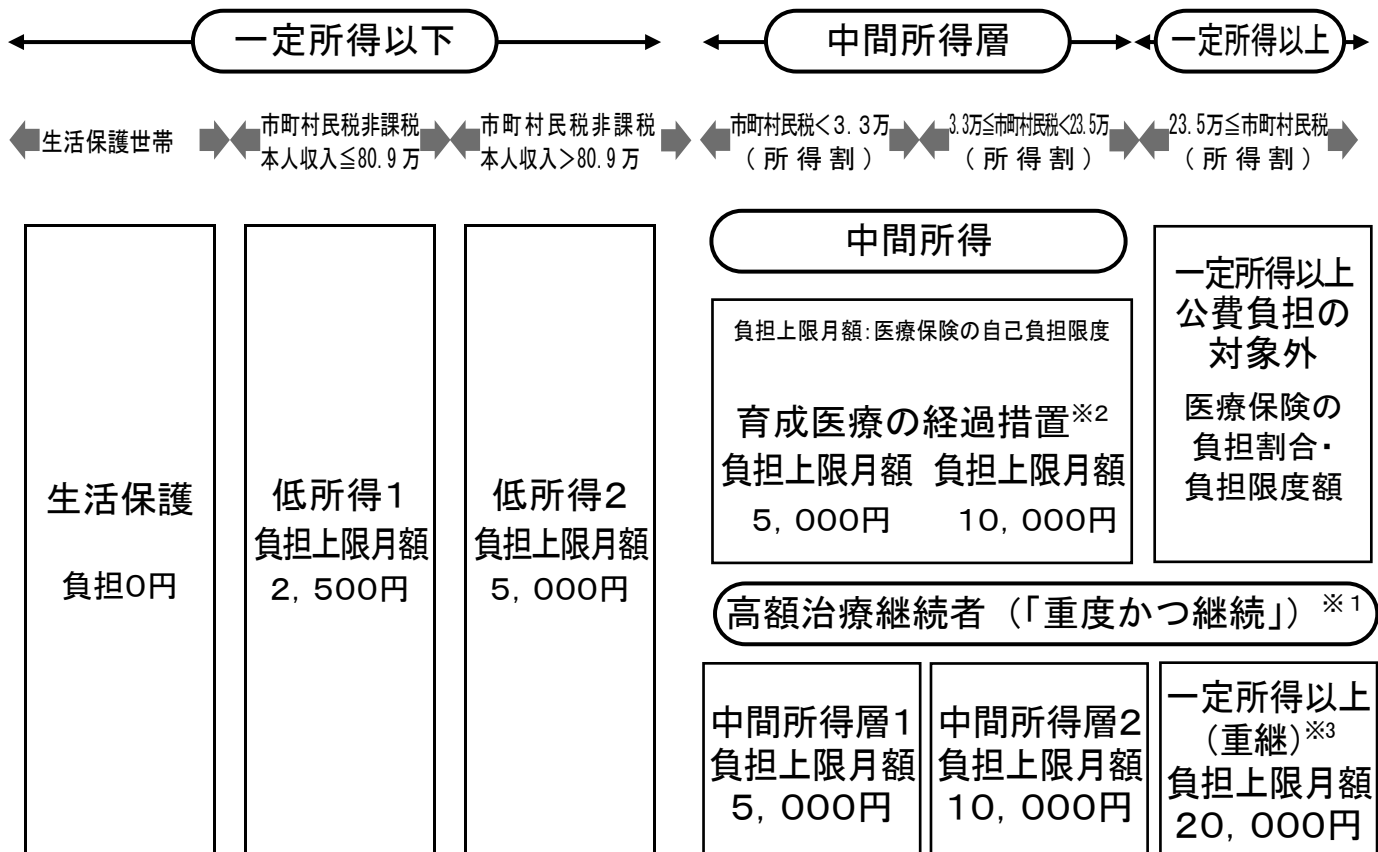 一定所得以下
中間所得層
一定所得以上
生活保護世帯
市町村民税非課税
本人収入≦80.9万
市町村民税非課税
本人収入>80.9万
市町村民税<3.3万
(所得割)
3.3万≦市町村民税<23.5万
(所得割)
23.5万≦市町村民税
(所得割)
生活保護
負担0円
低所得1
負担上限月額
2,500円
低所得2
負担上限月額
5,000円
中間所得
負担上限月額:医療保険の自己負担限度
育成医療の経過措置※2
負担上限月額 負担上限月額
5,000円 10,000円
一定所得以上
公費負担の
対象外
医療保険の
負担割合・
負担限度額
高額治療継続者(「重度かつ継続」)※1
中間所得層1
負担上限月額
5,000円
中間所得層2
負担上限月額
10,000円
一定所得以上
(重継)※3
負担上限月額
20,000円